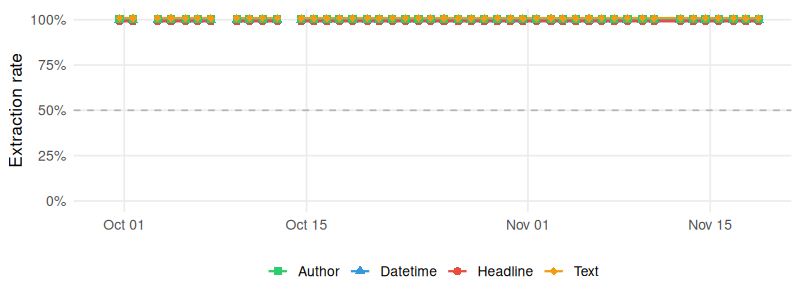 Extraction rate
100%
75%
50%
25%
0%
Oct 01 Oct 15 Nov 01 Nov 15
Author Datetime Headline Text